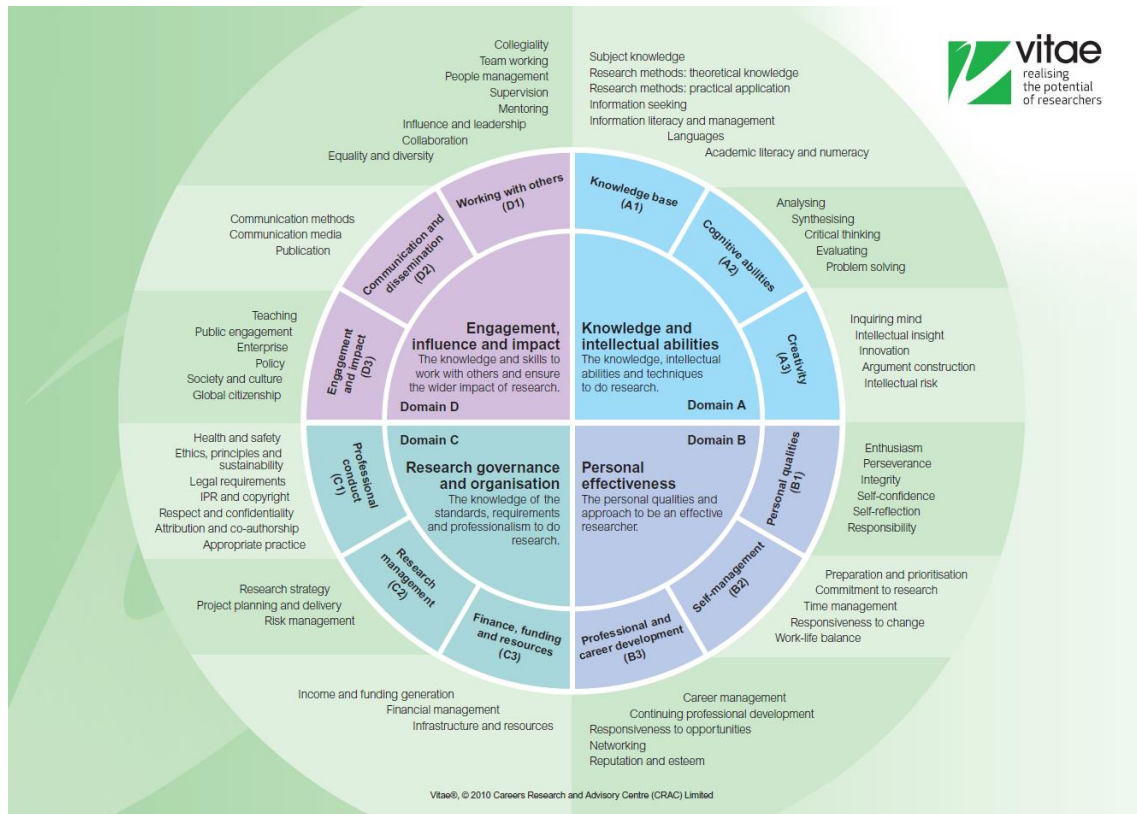 vitae
realising
the potential
of researchers
Collegiality
Team working
People management
Supervision
Mentoring
Influence and leadership
Collaboration
Equality and diversity
Subject knowledge
Research methods: theoretical knowledge
Research methods: practical application
Information seeking
Information literacy and management
Languages
Academic literacy and numeracy
Working with others
(D1)
Knowledge base
(A1)
Communication methods
Communication media
Publication
Communication and
dissemination
(D2)
Cognitive abilities
(A2)
Analysing
Synthesising
Critical thinking
Evaluating
Problem solving
Teaching
Public engagement
Enterprise
Policy
Society and culture
Global citizenship
Engagement
and impact
(D3)
Engagement,
influence and impact
The knowledge and skills to
work with others and ensure
the wider impact of research.
Domain D
Knowledge and
intellectual abilities
The knowledge, intellectual
abilities and techniques
to do research.
Domain A
Creativity
(A3)
Inquiring mind
Intellectual insight
Innovation
Argument construction
Intellectual risk
Health and safety
Ethics, principles and
sustainability
Legal requirements
IPR and copyright
Respect and confidentiality
Attribution and co-authorship
Appropriate practice
Professional
conduct
(C1)
Domain C
Research governance
and organisation
The knowledge of the
standards, requirements
and professionalism to do
research.
Domain B
Personal
effectiveness
The personal qualities and
approach to be an effective
researcher.
Personal qualities
(B1)
Enthusiasm
Perseverance
Integrity
Self-confidence
Self-reflection
Responsibility
Research strategy
Project planning and delivery
Risk management
Research
management
(C2)
Self-management
(B2)
Preparation and prioritisation
Commitment to research
Time management
Responsiveness to change
Work-life balance
Finance, funding
and resources
(C3)
Professional and
career development
(B3)
Income and funding generation
Financial management
Infrastructure and resources
Career management
Continuing professional development
Responsiveness to opportunities
Networking
Reputation and esteem
Vitae®, © 2010 Careers Research and Advisory Centre (CRAC) Limited